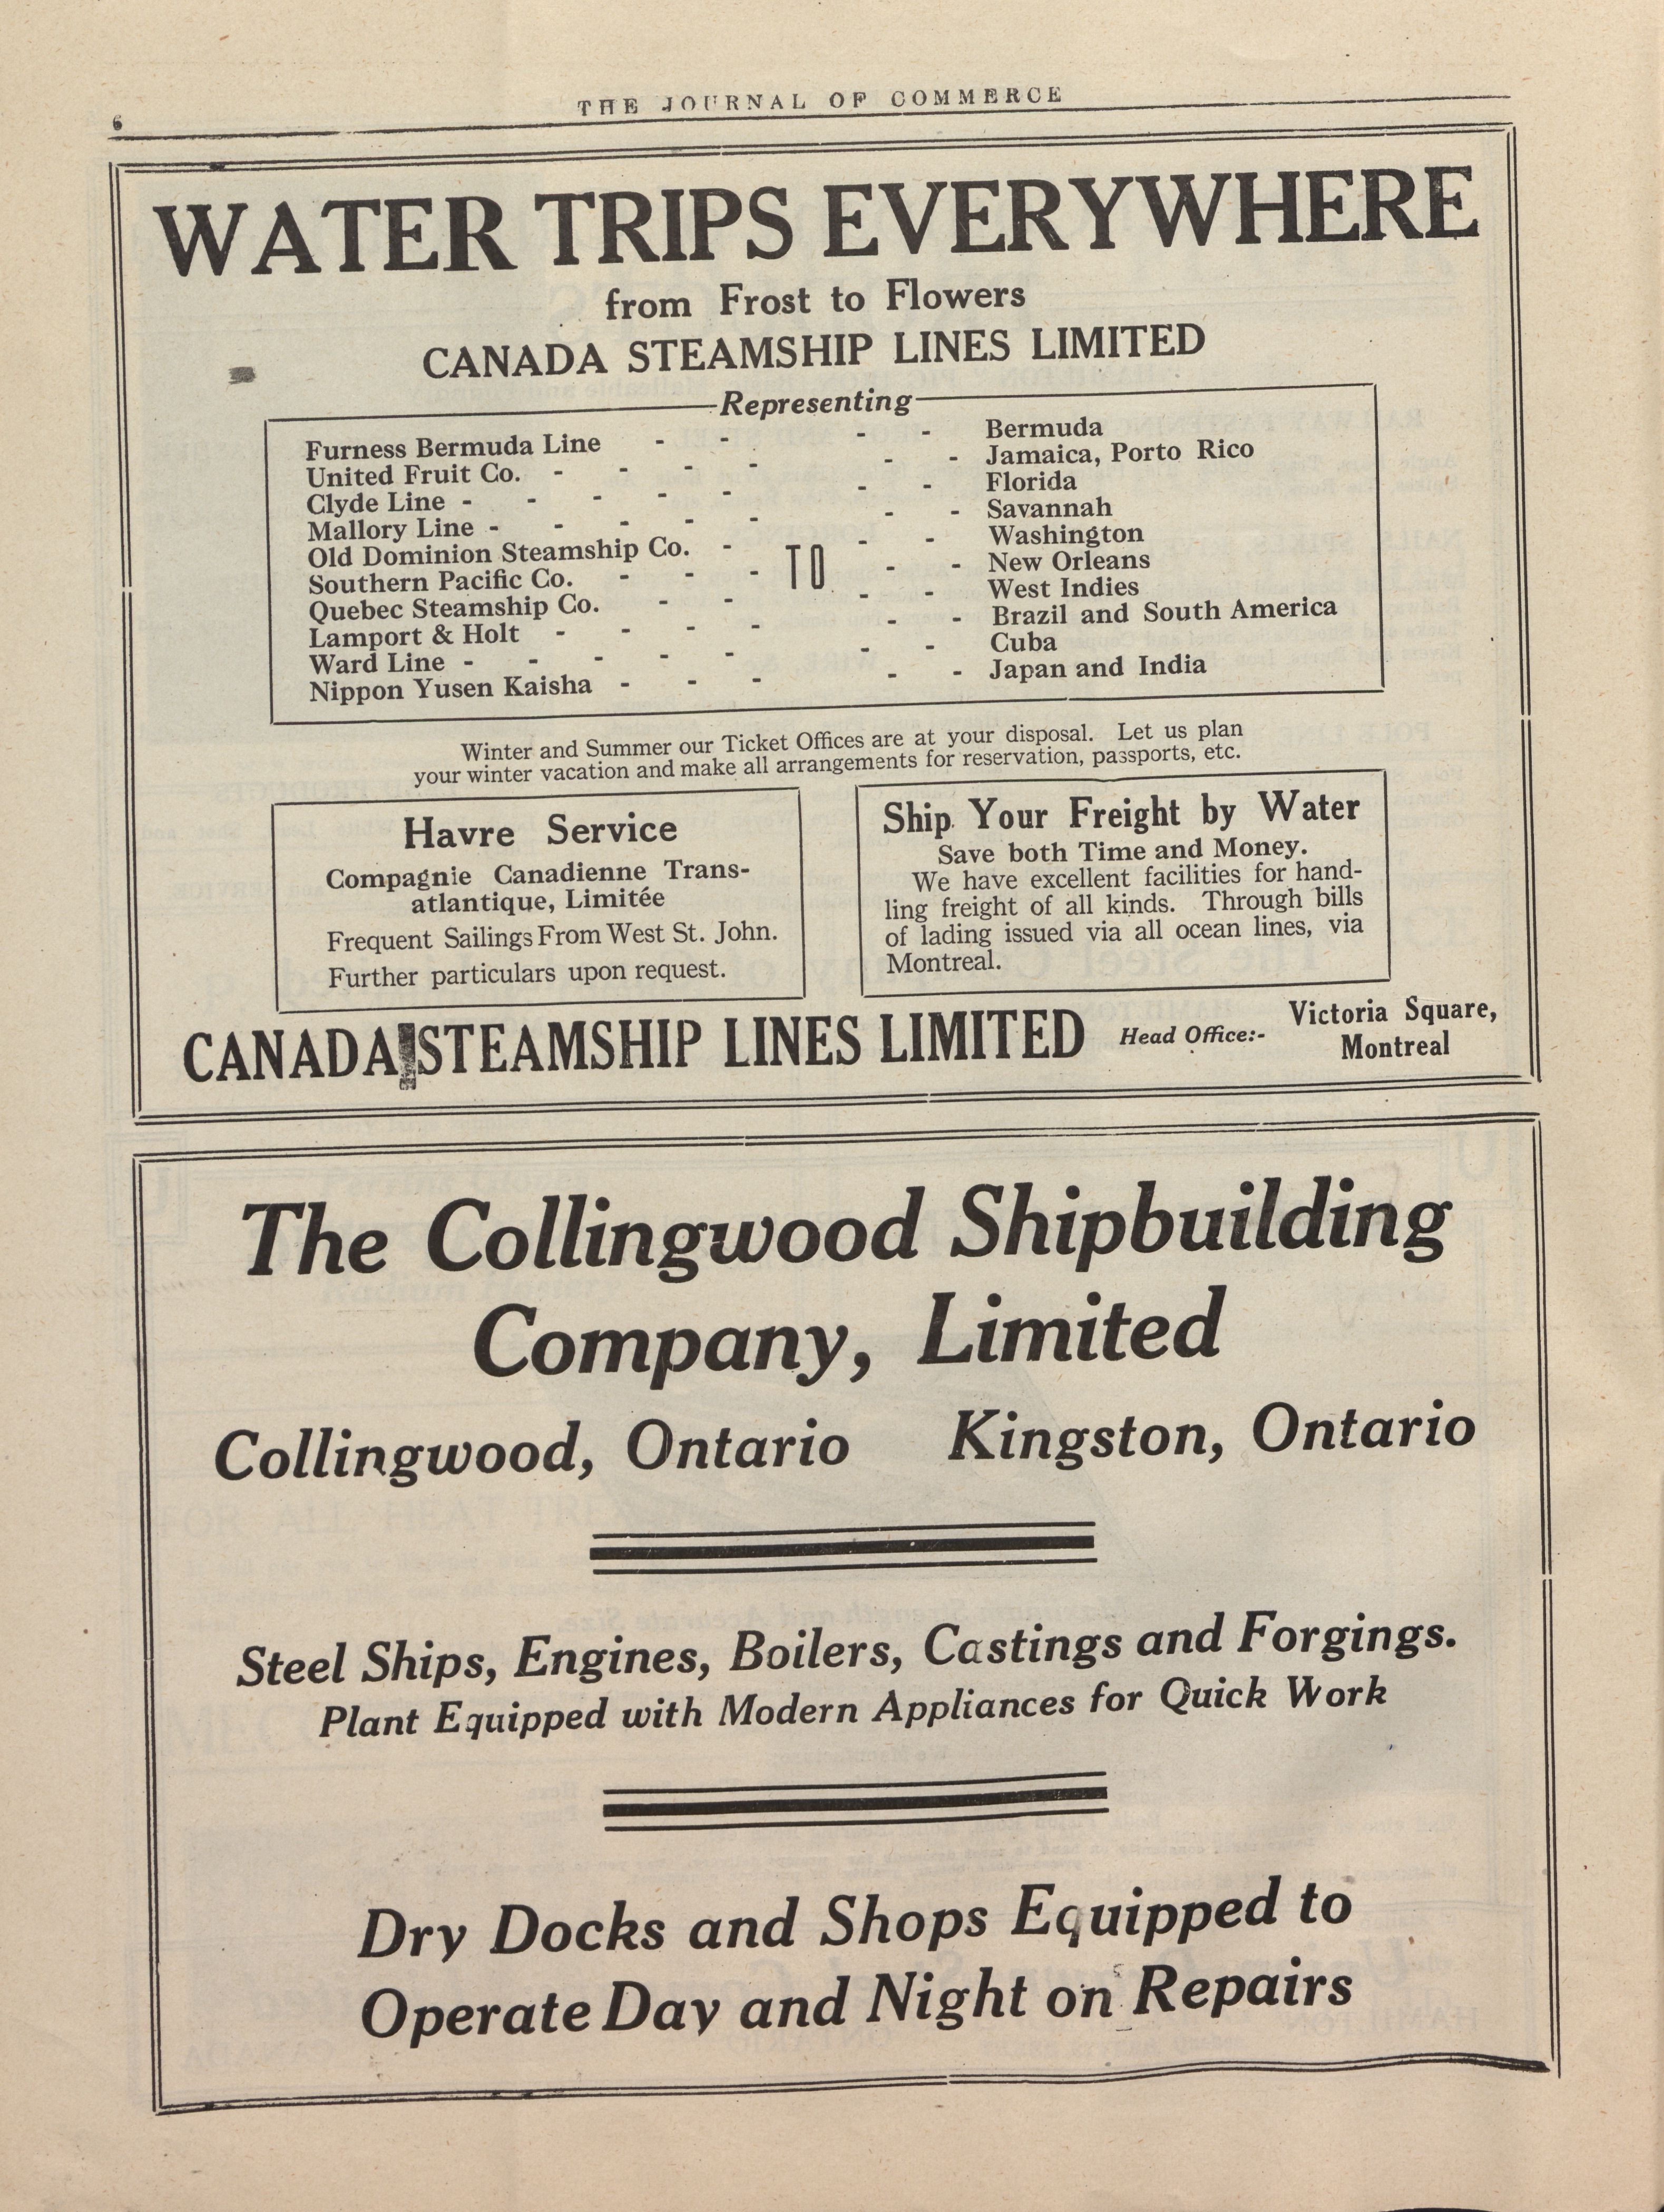 6
THE JOURNAL OF COMMERCE
WATER TRIPS EVERYWHERE
from Frost to Flowers
CANADA STEAMSHIP LINES LIMITED
Representing
Furness Bermuda Line - - - - Bermuda
United Fruit Co. - - - - - - Jamaica, Porto Rico
Clyde Line - - - - - - - Florida
Mallory Line - - - - - - - Savannah
Old Dominion Steamship Co. - - - Washington
Southern Pacific Co. - - - TO - - New Orleans
Quebec Steamship Co. - - - - West Indies
Lamport & Holt - - - - - - Brazil and South America
Ward Line - - - - - - - Cuba
Nippon Yusen Kaisha - - - - - Japan and India
Winter and Summer our Ticket Offices are at your disposal. Let us plan
your winter vacation and make all arrangements for reservation, passports, etc.
Havre Service
Compagnie Canadienne Trans-
atlantique, Limitée
Frequent Sailings From West St. John.
Further particulars upon request.
Ship Your Freight by Water
Save both Time and Money.
We have excellent facilities for hand-
ling freight of all kinds. Through bills
of lading issued via all ocean lines, via
Montreal.
CANADA STEAMSHIP LINES LIMITED Head Office:- Victoria Square,
Montreal
The Collingwood Shipbuilding
Company, Limited
Collingwood, Ontario Kingston, Ontario
Steel Ships, Engines, Boilers, Castings and Forgings.
Plant Equipped with Modern Appliances for Quick Work
Dry Docks and Shops Equipped to
Operate Day and Night on Repairs